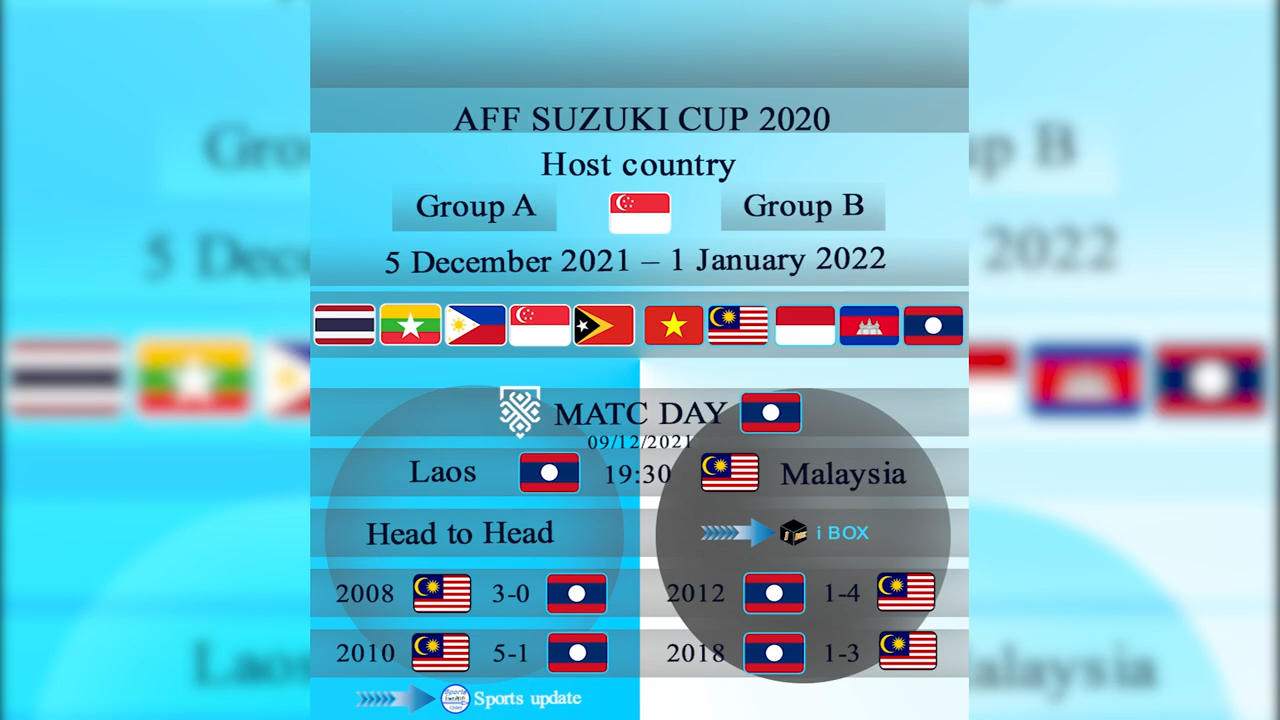 AFF SUZUKI CUP 2020
Host country
Group A
Group B
5 December 2021 – 1 January 2022
MATC DAY
09/12/2021
Laos 19:30 Malaysia
Head to Head
i BOX
2008 3-0
2012 1-4
2010 5-1
2018 1-3
Sports update